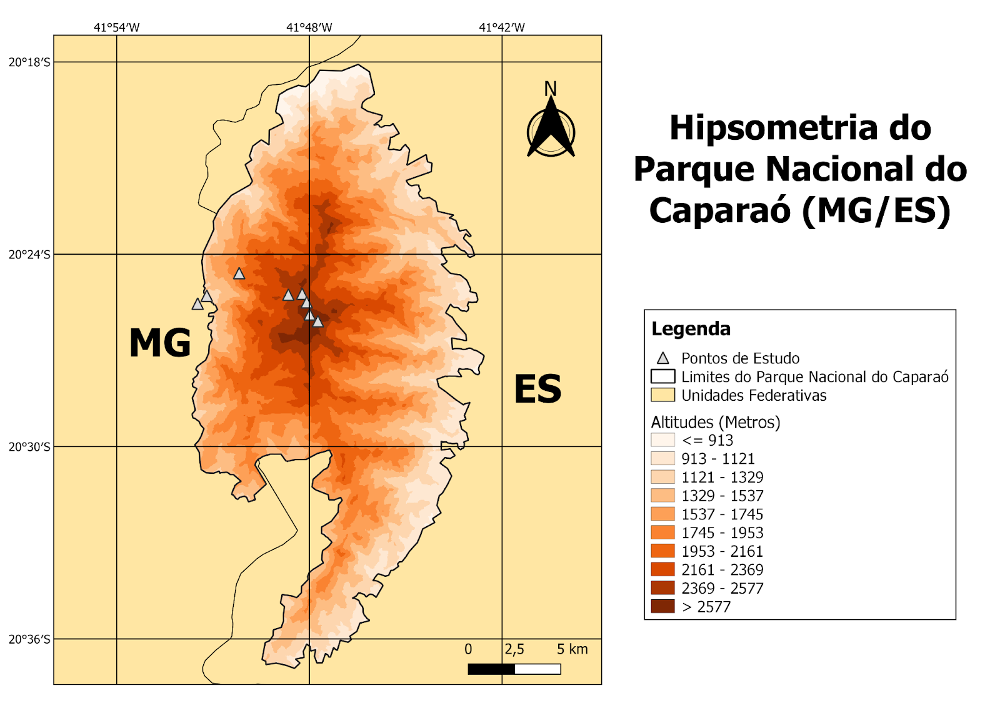 41°54′W
41°48′W
41°42′W
20°18′S
20°24′S
20°30′S
20°36′S
N
MG
ES
0
2,5
5 km
Hipsometria do
Parque Nacional do
Caparaó (MG/ES)
Legenda
Pontos de Estudo
Limites do Parque Nacional do Caparaó
Unidades Federativas
Altitudes (Metros)
<= 913
913 - 1121
1121 - 1329
1329 - 1537
1537 - 1745
1745 - 1953
1953 - 2161
2161 - 2369
2369 - 2577
> 2577